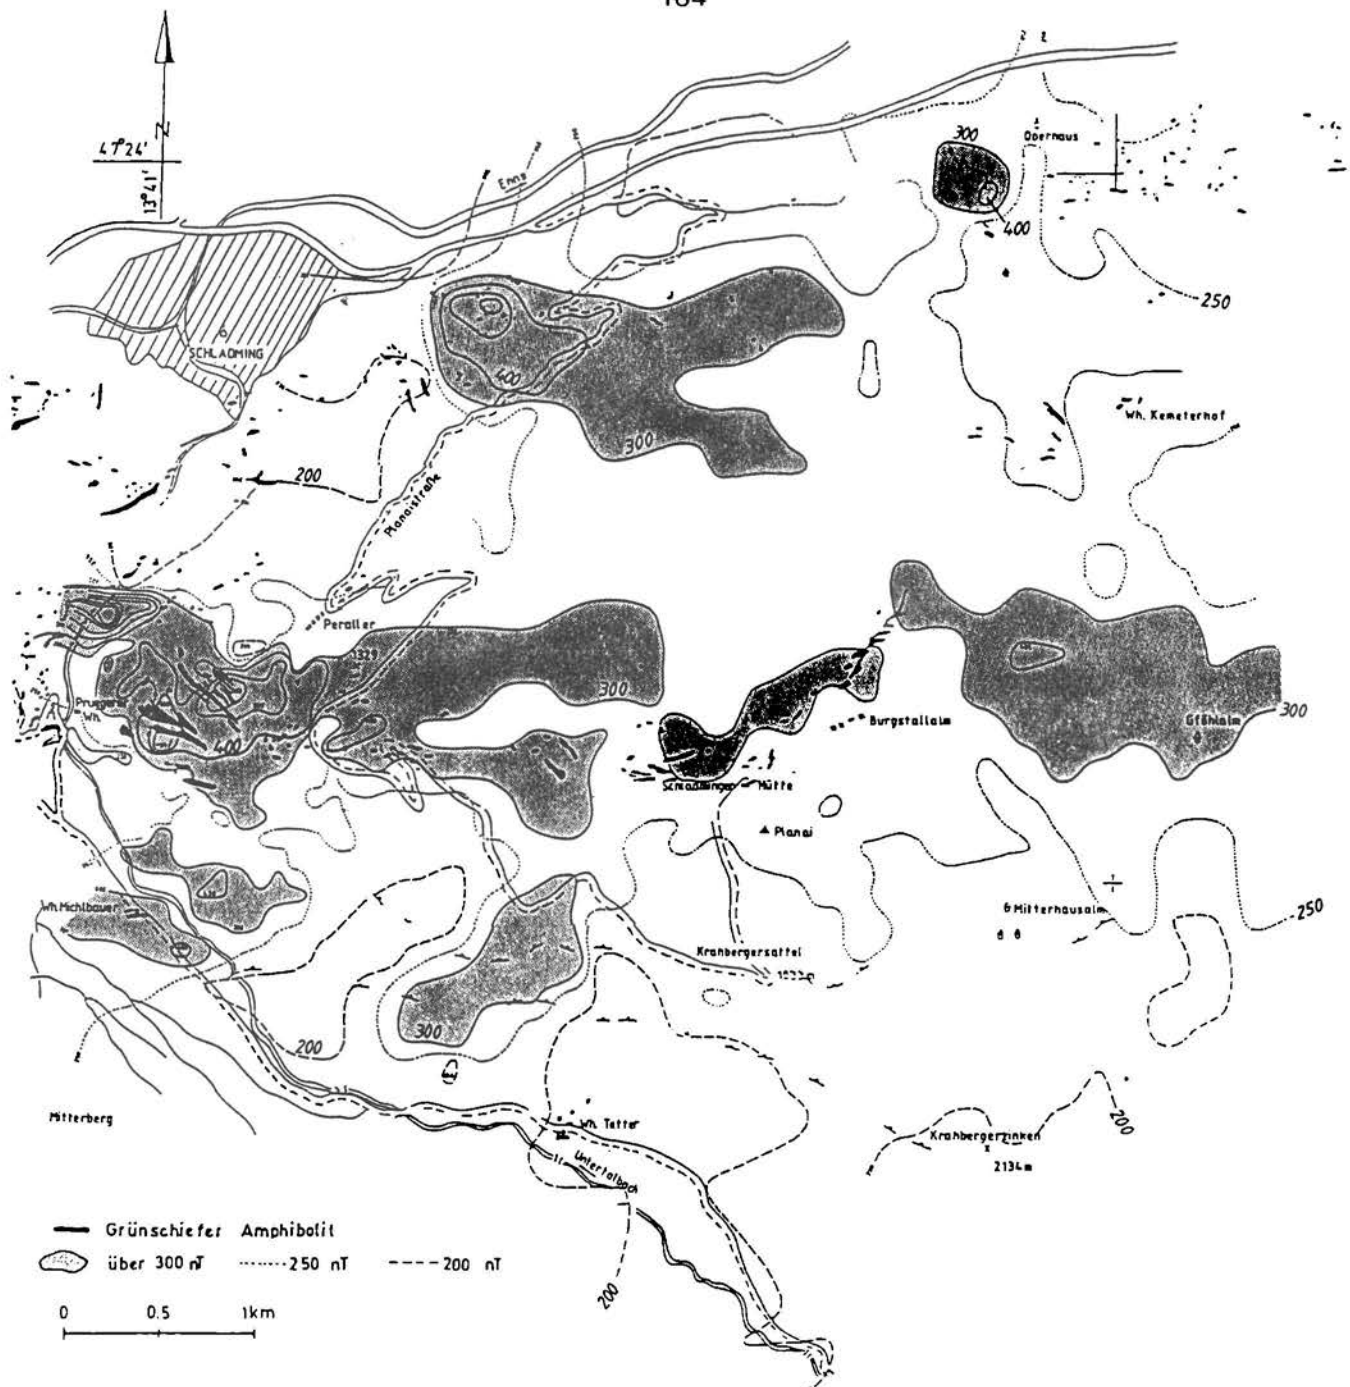 N
47°24'
13°41'
Enns
300
Oberhaus
400
250
SCHLADMING
400
300
Wh. Kemeterhof
200
Planaistraße
Peraller
1329
300
Burgstallalm
Gföhlalm
300
400
Hütte
Planai
Wh. Michlbauer
Mitterhausalm
250
Krahbergersattel
300
200
Mitterberg
Wh. Tetter
Untertalbach
Krahbergerzinken
2134m
200
200
Grünschiefer Amphibolit
über 300 nT 250 nT 200 nT
0 0.5 1km